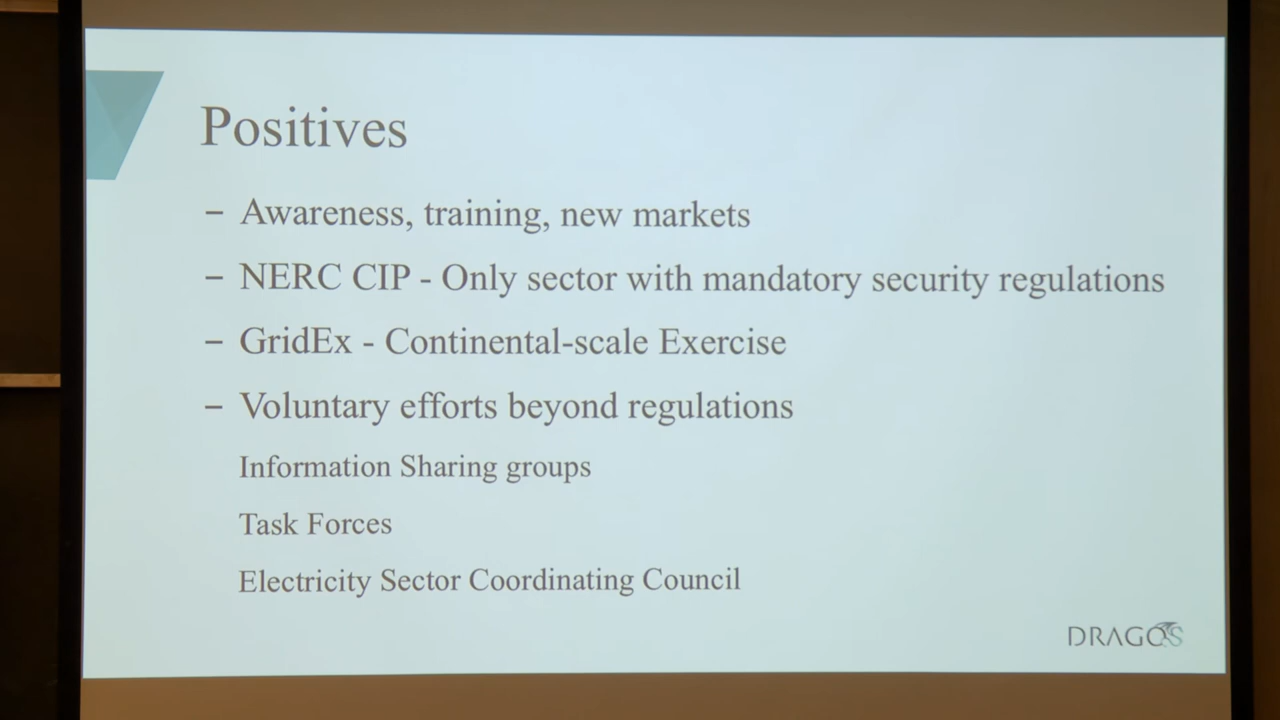 Positives
– Awareness, training, new markets
– NERC CIP - Only sector with mandatory security regulations
– GridEx - Continental-scale Exercise
– Voluntary efforts beyond regulations
Information Sharing groups
Task Forces
Electricity Sector Coordinating Council
DRAGOS